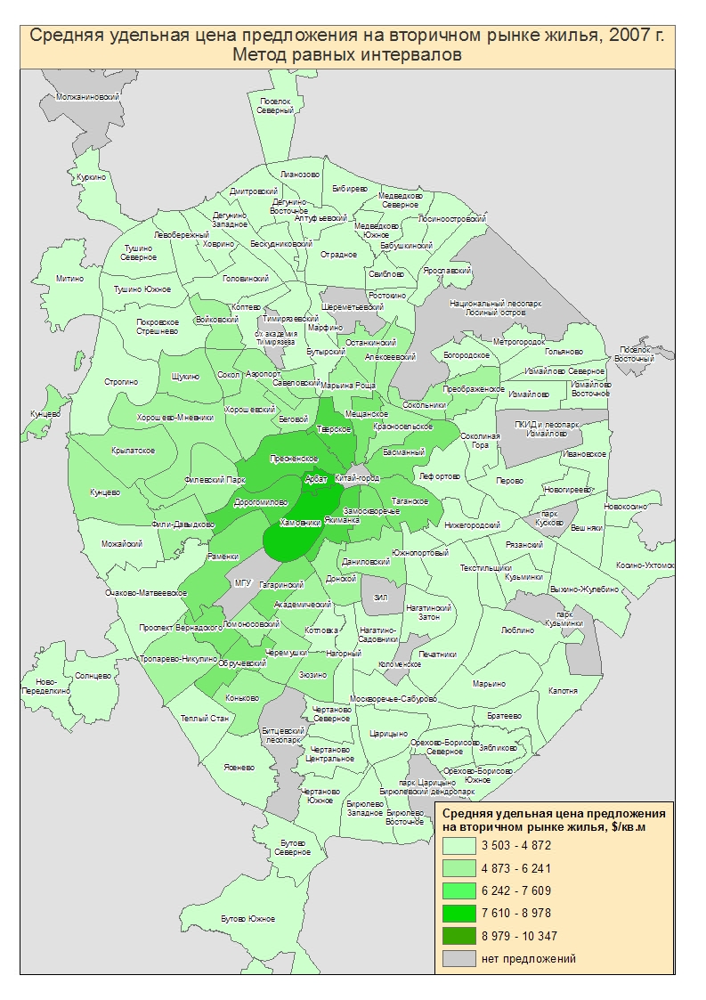 Средняя удельная цена предложения на вторичном рынке жилья, 2007 г.
Метод равных интервалов
Молжаниновский
Поселок
Северный
Куркино
Лианозово
Бибирево
Дмитровский
Медведково
Северное
Дегунино
Восточное
Дегунино
Западное
Алтуфьевский
Лосиноостровский
Медведково
Южное
Левобережный
Ховрино
Бескудниковский
Бабушкинский
Тушино
Северное
Отрадное
Митино
Свиблово
Ярославский
Головинский
Тушино Южное
Ростокино
Коптево
Шереметьевский
Национальный лесопарк
Лосиный остров
Войковский
Тимирязевский
Покровское
Стрешнево
Марфино
с/х академия
Тимирязева
Останкинский
Метрогородок
Поселок
Восточный
Бутырский
Алексеевский
Богородское
Гольяново
Измайлово Северное
Щукино
Сокол
Аэропорт
Строгино
Савеловский
Марьина Роща
Преображенское
Измайлово
Измайлово
Восточное
Сокольники
Кунцево
Хорошево-Мневники
Хорошевский
Беговой
Мещанское
Тверское
Красносельское
ПКИД и лесопарк
Измайлово
Соколиная
Гора
Крылатское
Пресненское
Басманный
Ивановское
Филевский Парк
Арбат
Китай-город
Лефортово
Перово
Новогиреево
Кунцево
Дорогомилово
Таганское
Замоскворечье
Новокосино
Фили-Давыдково
Хамовники
Якиманка
Нижегородский
парк
Кусково
Вешняки
Можайский
Рязанский
Раменки
Даниловский
Южнопортовый
Текстильщики
Кузьминки
Косино-Ухтомск
МГУ
Гагаринский
Донской
Очаково-Матвеевское
ЗИЛ
Выхино-Жулебино
Академический
Нагатинский
Затон
парк
Кузьминки
Проспект Вернадского
Ломоносовский
Котловка
Нагатино-
Садовники
Люблино
Тропарево-Никулино
Обручевский
Черемушки
Нагорный
Печатники
Коломенское
Солнцево
Ново-
Переделкино
Зюзино
Марьино
Капотня
Коньково
Москворечье-Сабурово
Теплый Стан
Чертаново
Северное
Братеево
Битцевский
лесопарк
Царицыно
Орехово-Борисово
Северное
Зябликово
Чертаново
Центральное
Ясенево
Орехово-Борисово
Южное
парк Царицыно
Бирюлевский дендропарк
Чертаново
Южное
Бирюлево
Западное
Бирюлево
Восточное
Бутово
Северное
Бутово Южное
Средняя удельная цена предложения
на вторичном рынке жилья, $/кв.м
3 503 - 4 872
4 873 - 6 241
6 242 - 7 609
7 610 - 8 978
8 979 - 10 347
нет предложений